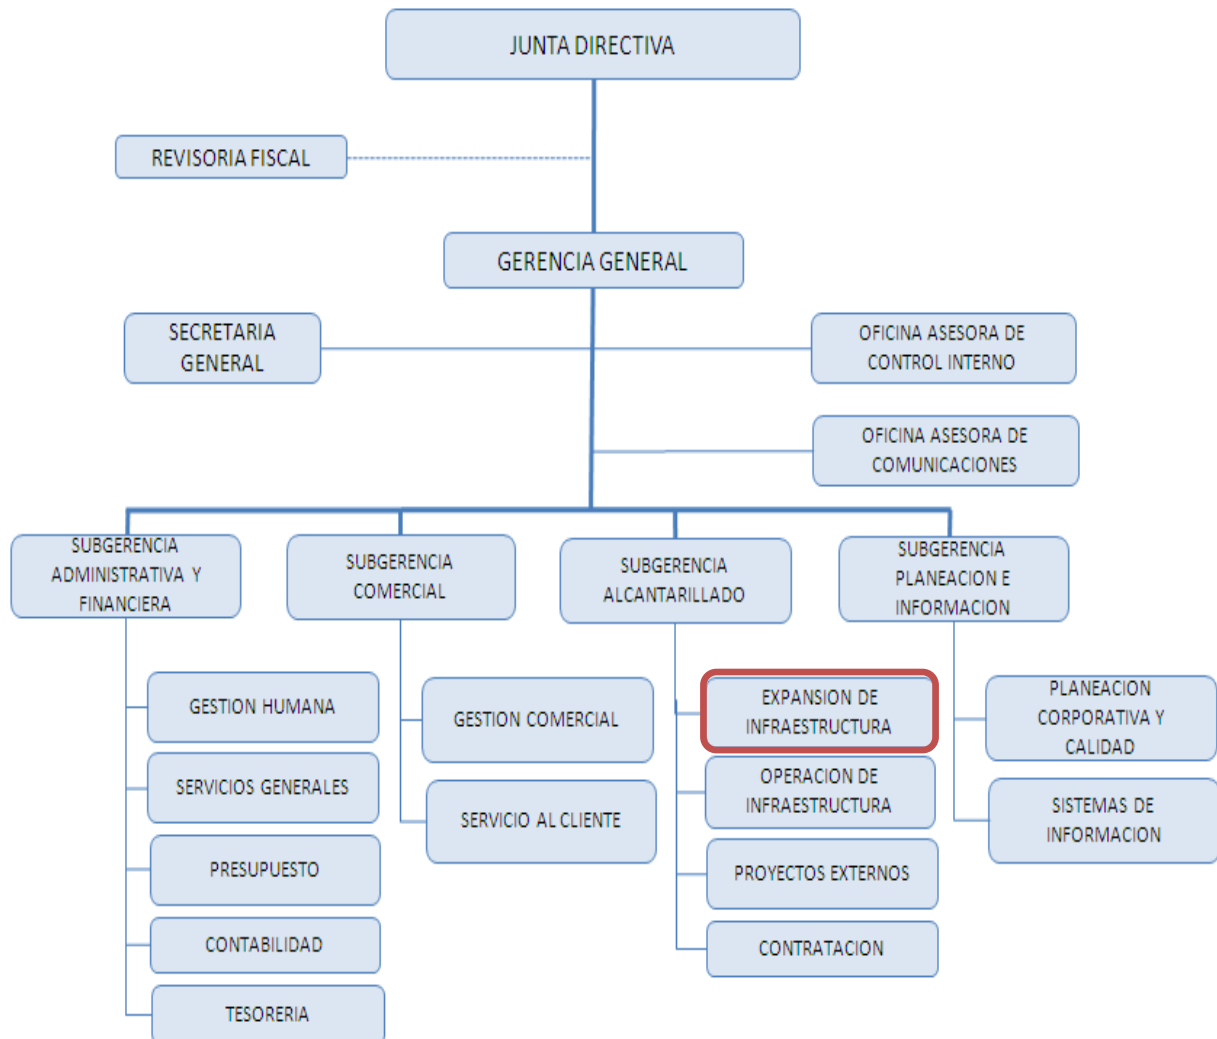 JUNTA DIRECTIVA
REVISORIA FISCAL
GERENCIA GENERAL
SECRETARIA
GENERAL
OFICINA ASESORA DE
CONTROL INTERNO
OFICINA ASESORA DE
COMUNICACIONES
SUBGERENCIA
ADMINISTRATIVA Y
FINANCIERA
SUBGERENCIA
COMERCIAL
SUBGERENCIA
ALCANTARILLADO
SUBGERENCIA
PLANEACION E
INFORMACION
GESTION HUMANA
SERVICIOS GENERALES
PRESUPUESTO
CONTABILIDAD
TESORERIA
GESTION COMERCIAL
SERVICIO AL CLIENTE
EXPANSION DE
INFRAESTRUCTURA
OPERACION DE
INFRAESTRUCTURA
PROYECTOS EXTERNOS
CONTRATACION
PLANEACION
CORPORATIVA Y
CALIDAD
SISTEMAS DE
INFORMACION